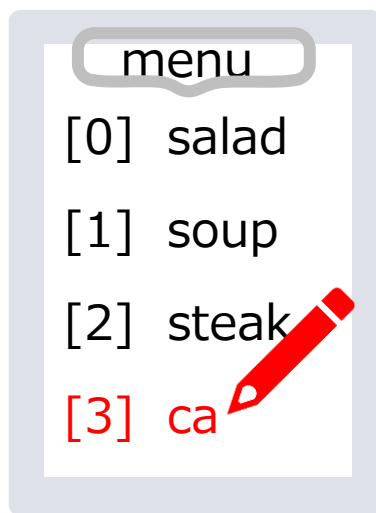 menu
[0] salad
[1] soup
[2] steak
[3] ca